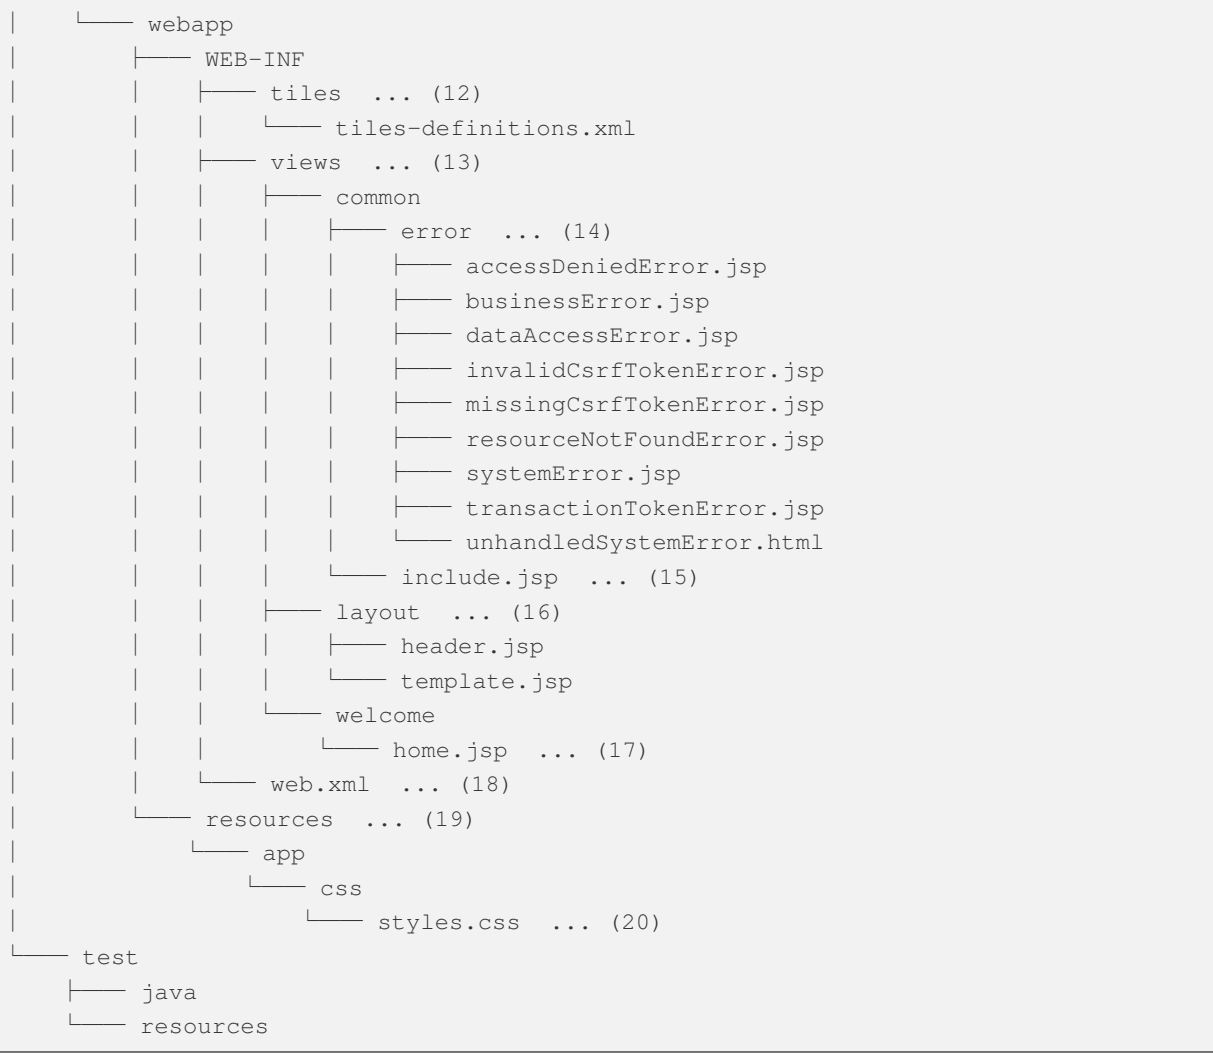 │   └── webapp
│       ├── WEB-INF
│       │   ├── tiles  ... (12)
│       │   │   └── tiles-definitions.xml
│       │   ├── views  ... (13)
│       │   │   ├── common
│       │   │   │   ├── error  ... (14)
│       │   │   │   │   ├── accessDeniedError.jsp
│       │   │   │   │   ├── businessError.jsp
│       │   │   │   │   ├── dataAccessError.jsp
│       │   │   │   │   ├── invalidCsrfTokenError.jsp
│       │   │   │   │   ├── missingCsrfTokenError.jsp
│       │   │   │   │   ├── resourceNotFoundError.jsp
│       │   │   │   │   ├── systemError.jsp
│       │   │   │   │   ├── transactionTokenError.jsp
│       │   │   │   │   └── unhandledSystemError.html
│       │   │   │   └── include.jsp  ... (15)
│       │   │   ├── layout  ... (16)
│       │   │   │   ├── header.jsp
│       │   │   │   └── template.jsp
│       │   │   └── welcome
│       │   │       └── home.jsp  ... (17)
│       │   └── web.xml  ... (18)
│       └── resources  ... (19)
│           └── app
│               └── css
│                   └── styles.css  ... (20)
└── test
    ├── java
    └── resources